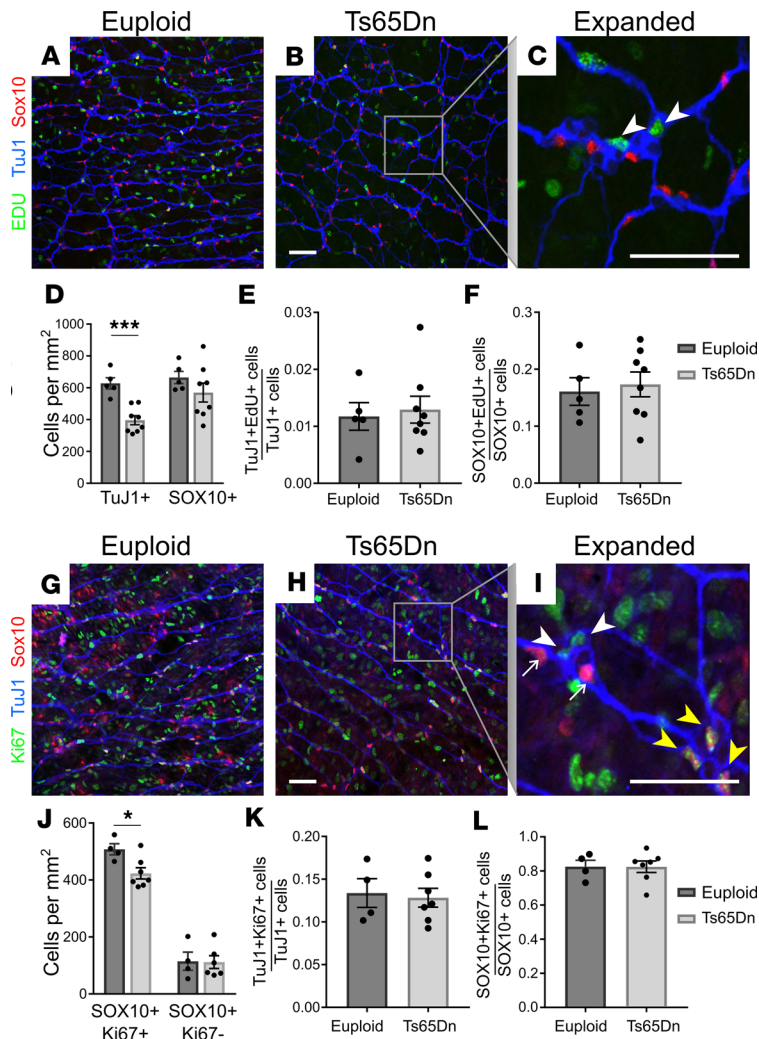 Euploid
Ts65Dn
Expanded
A
B
C
EDU TuJ1 Sox10
D
E
F
Cells per mm2
1000
800
600
400
200
0
***
TuJ1+
SOX10+
TuJ1+EdU+ cells
TuJ1+ cells
0.03
0.02
0.01
0.00
Euploid
Ts65Dn
SOX10+EdU+ cells
SOX10+ cells
0.3
0.2
0.1
0.0
Euploid
Ts65Dn
Euploid
Ts65Dn
Euploid
Ts65Dn
Expanded
G
H
I
Ki67 TuJ1 Sox10
J
K
L
Cells per mm2
600
400
200
0
*
SOX10+
Ki67+
SOX10+
Ki67-
TuJ1+Ki67+ cells
TuJ1+ cells
0.20
0.15
0.10
0.05
0.00
Euploid
Ts65Dn
SOX10+Ki67+ cells
SOX10+ cells
1.0
0.8
0.6
0.4
0.2
0.0
Euploid
Ts65Dn
Euploid
Ts65Dn